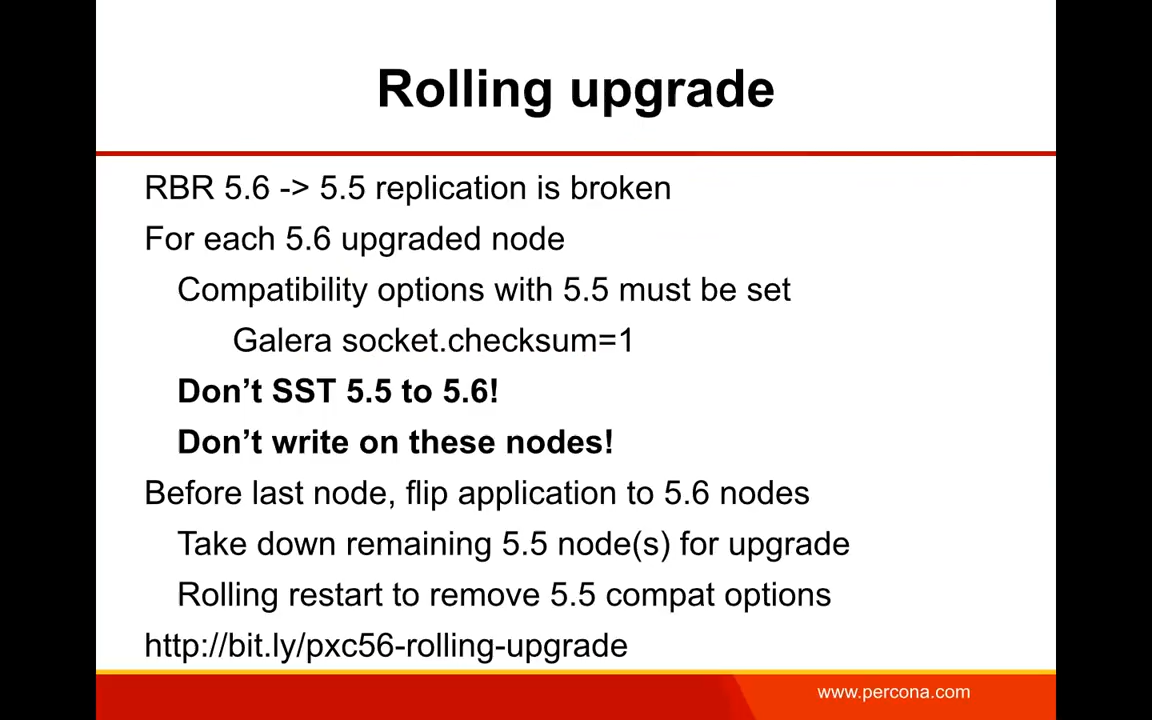 Rolling upgrade
RBR 5.6 -> 5.5 replication is broken
For each 5.6 upgraded node
Compatibility options with 5.5 must be set
Galera socket.checksum=1
Don’t SST 5.5 to 5.6!
Don’t write on these nodes!
Before last node, flip application to 5.6 nodes
Take down remaining 5.5 node(s) for upgrade
Rolling restart to remove 5.5 compat options
http://bit.ly/pxc56-rolling-upgrade
www.percona.com